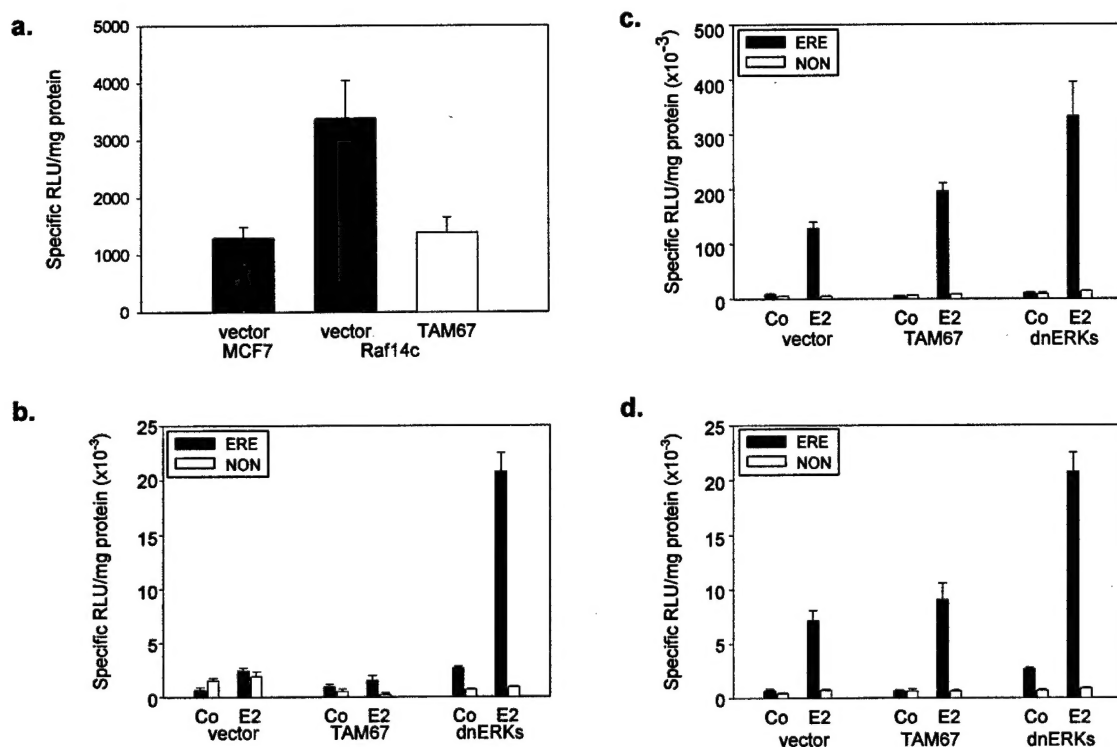 a.
Specific RLU/mg protein
5000
4000
3000
2000
1000
0
vector vector TAM67
MCF7 Raf14c
b.
Specific RLU/mg protein (x10-3)
ERE
NON
25
20
15
10
5
0
Co E2 Co E2 Co E2
vector TAM67 dnERKs
c.
Specific RLU/mg protein (x10-3)
ERE
NON
500
400
300
200
100
0
Co E2 Co E2 Co E2
vector TAM67 dnERKs
d.
Specific RLU/mg protein (x10-3)
ERE
NON
25
20
15
10
5
0
Co E2 Co E2 Co E2
vector TAM67 dnERKs